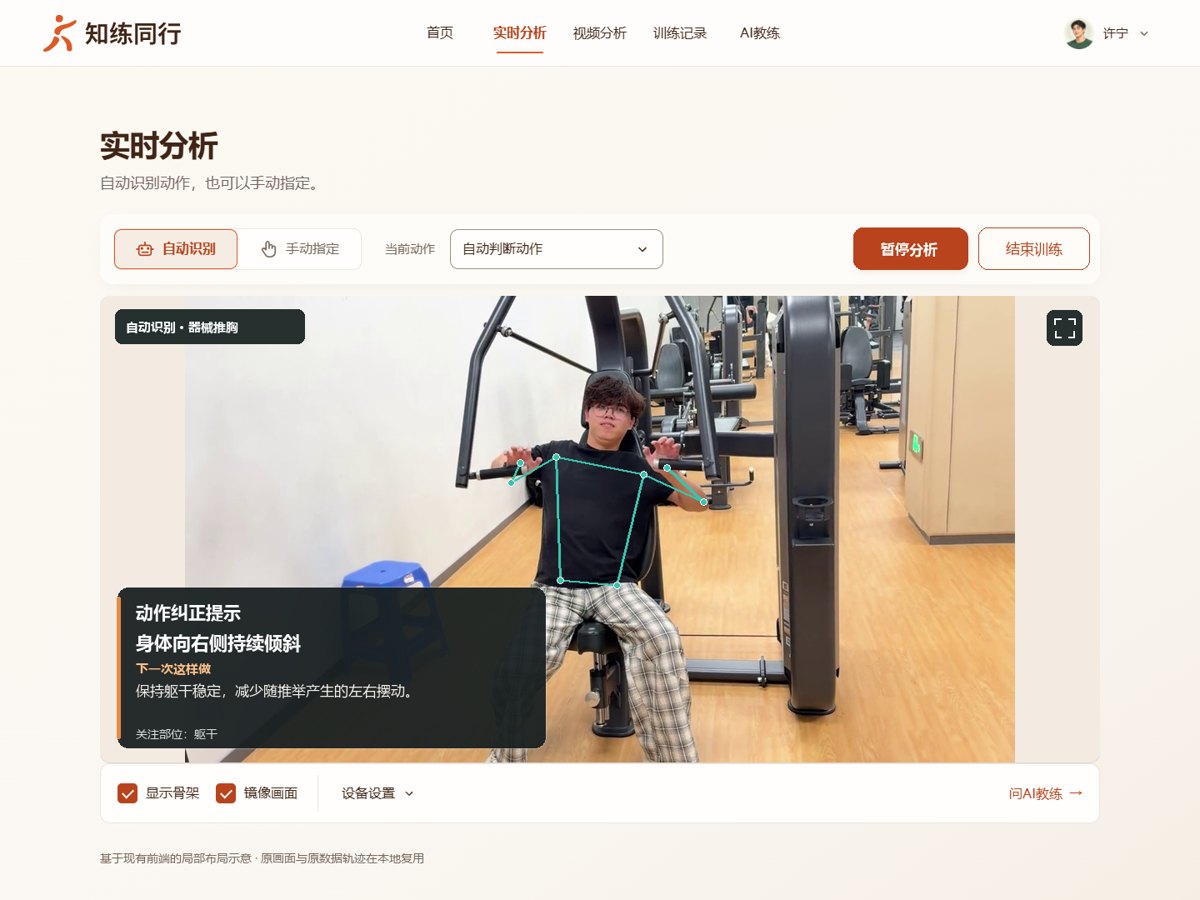 知练同行
首页
实时分析
视频分析
训练记录
AI教练
许宁
实时分析
自动识别动作，也可以手动指定。
自动识别
手动指定
当前动作
自动判断动作
暂停分析
结束训练
自动识别·器械推胸
动作纠正提示
身体向右侧持续倾斜
下一次这样做
保持躯干稳定，减少随推举产生的左右摆动。
关注部位：躯干
显示骨架
镜像画面
设备设置
问AI教练 →
基于现有前端的局部布局示意 · 原画面与原数据轨迹在本地复用